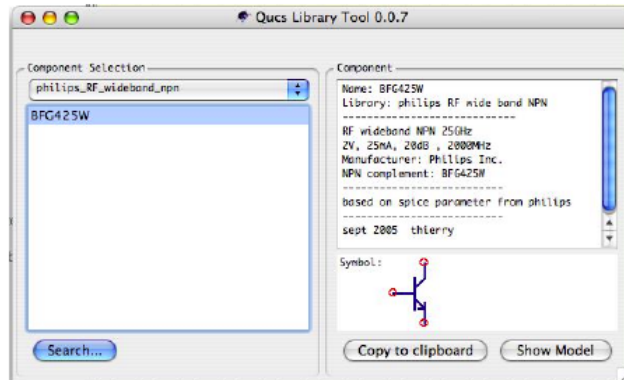 Qucs Library Tool 0.0.7
Component Selection
philips_RF_wideband_npn
BFG425W
Search...
Component
Name: BFG425W
Library: philips RF wide band NPN
----------------------------
RF wideband NPN 25GHz
2V, 25mA, 20dB , 2000MHz
Manufacturer: Philips Inc.
NPN complement: BFG425W
--------------------------
based on spice parameter from philips
--------------------------
sept 2005 thierry
Symbol:
Copy to clipboard
Show Model